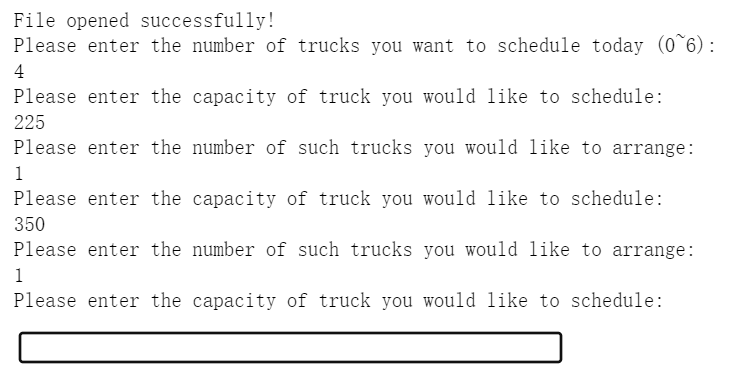 File opened successfully!
Please enter the number of trucks you want to schedule today (0~6):
4
Please enter the capacity of truck you would like to schedule:
225
Please enter the number of such trucks you would like to arrange:
1
Please enter the capacity of truck you would like to schedule:
350
Please enter the number of such trucks you would like to arrange:
1
Please enter the capacity of truck you would like to schedule: